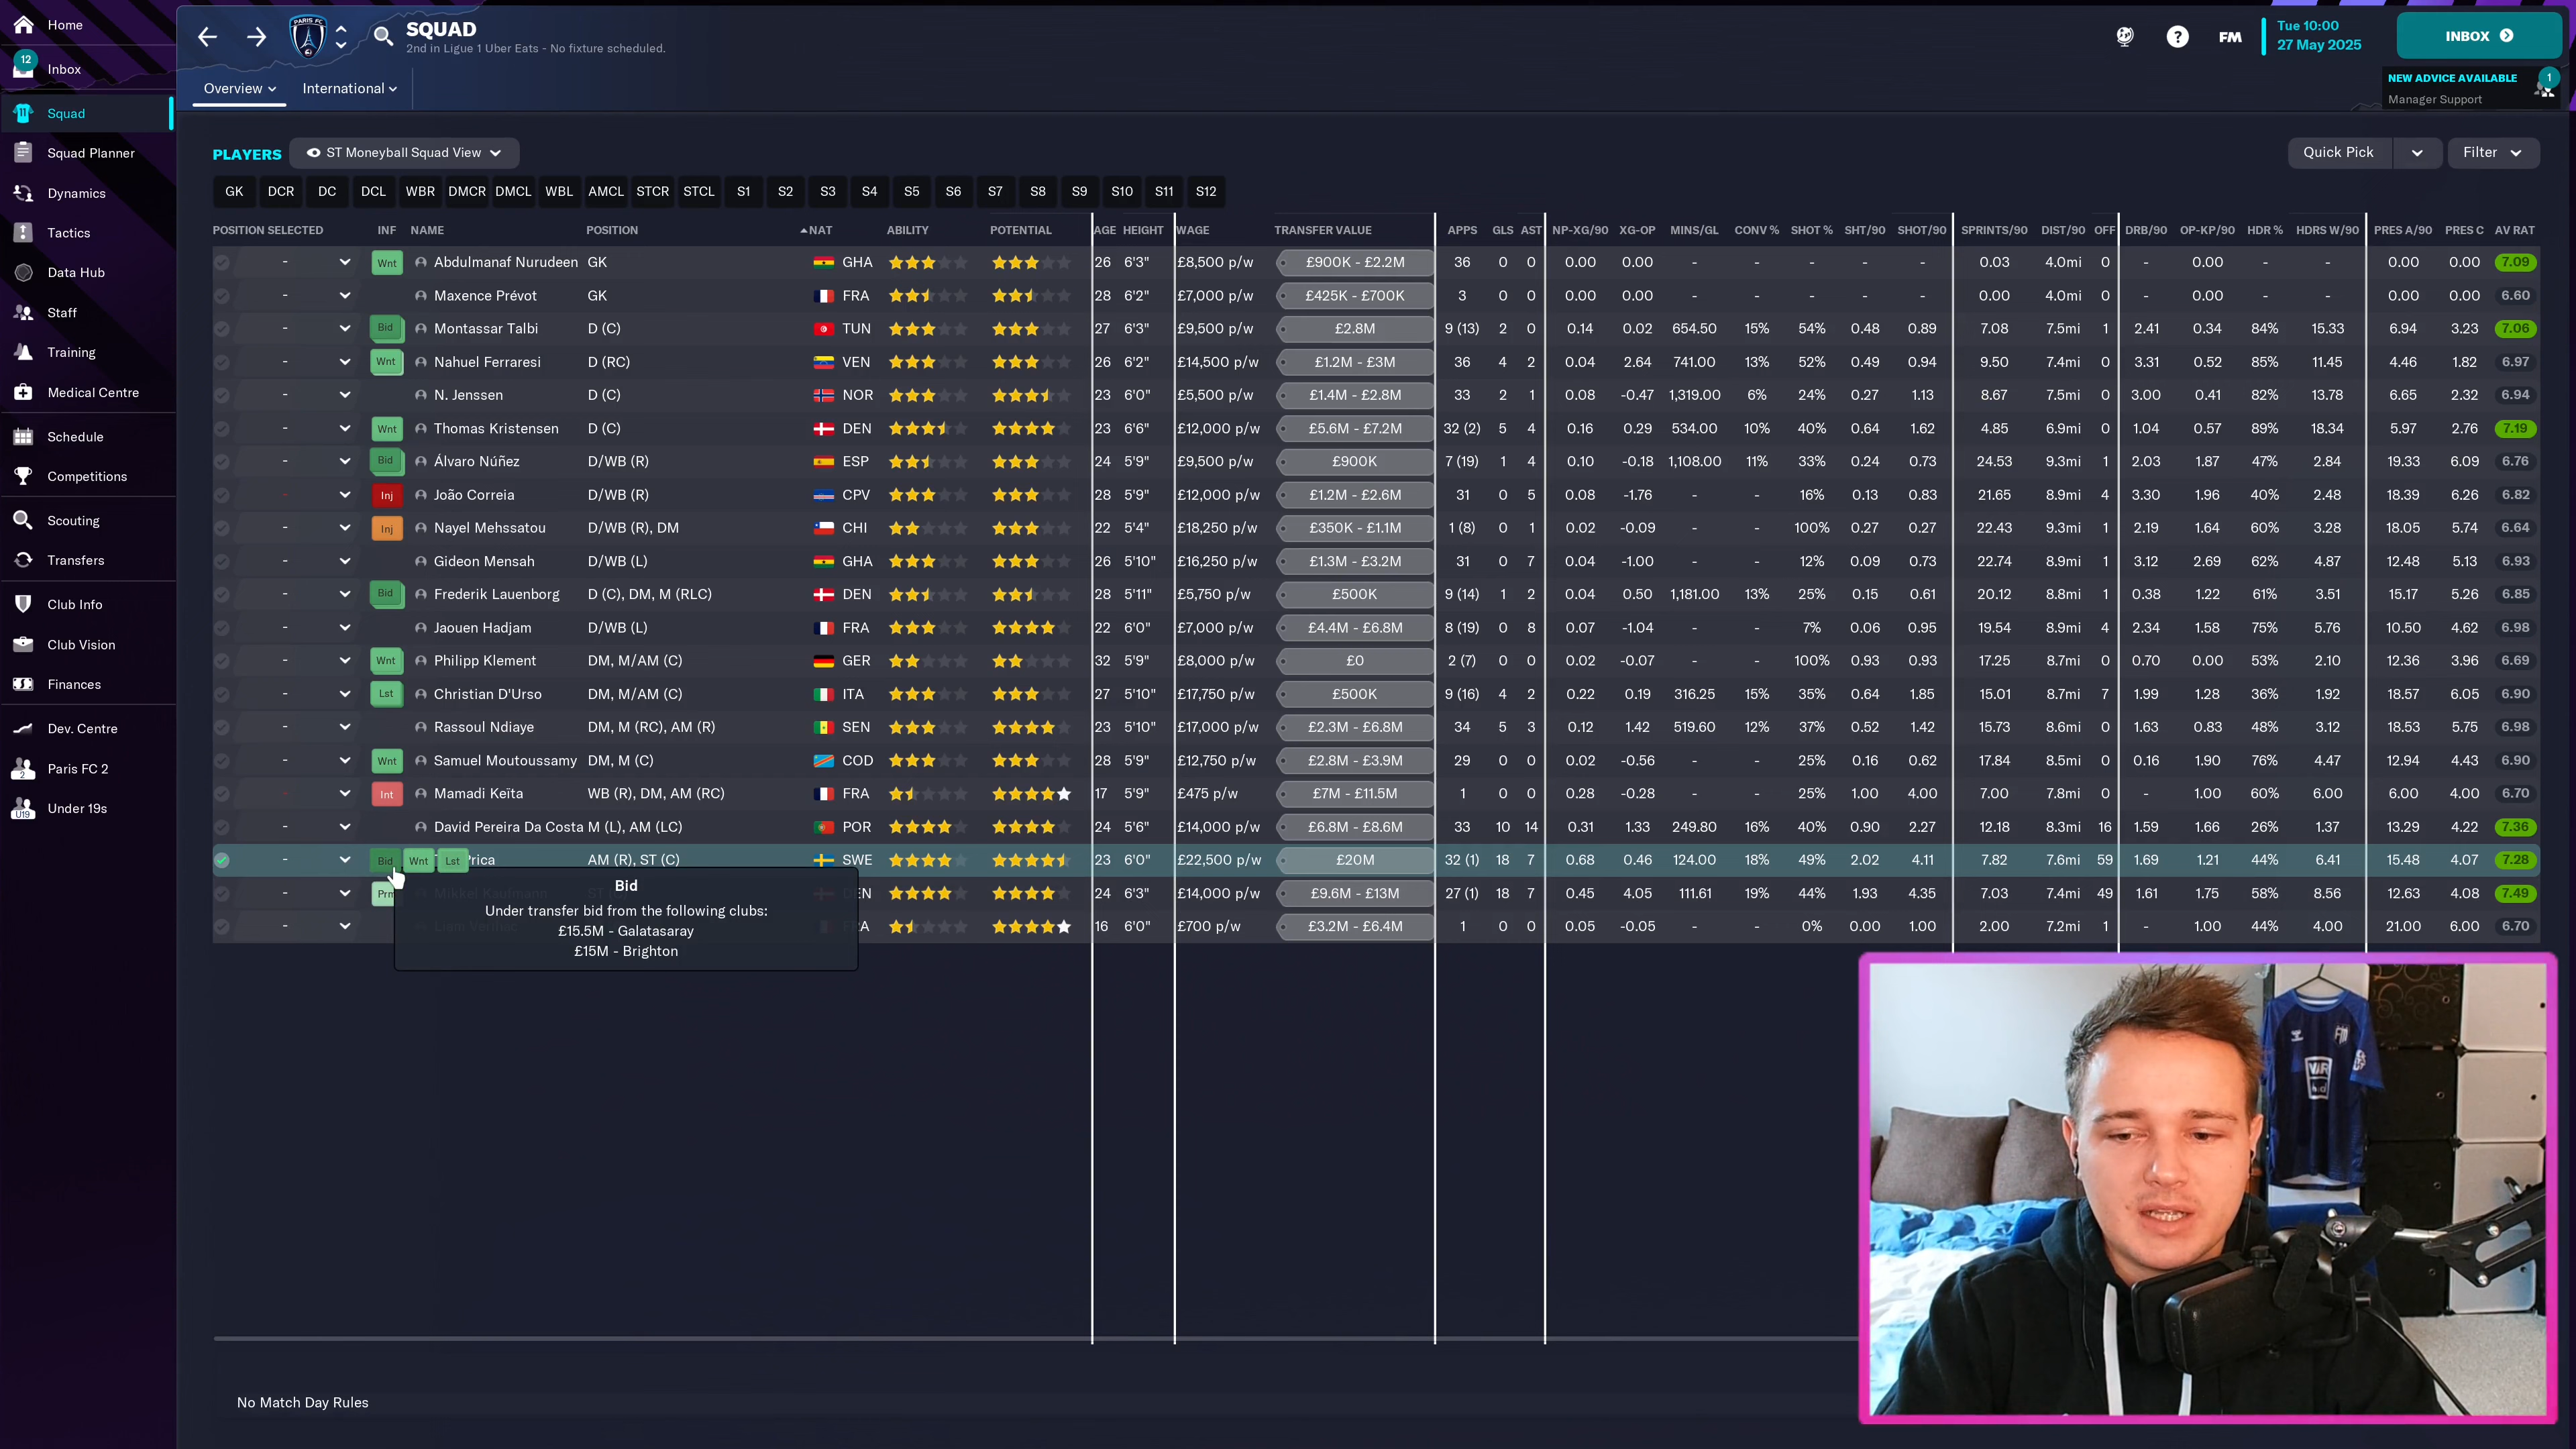 Home
12
Inbox
Squad
Squad Planner
Dynamics
Tactics
Data Hub
Staff
Training
Medical Centre
Schedule
Competitions
Scouting
Transfers
Club Info
Club Vision
Finances
Dev. Centre
2 Paris FC 2
U19 Under 19s
PARIS FC
SQUAD
2nd in Ligue 1 Uber Eats - No fixture scheduled.
? FM
Tue 10:00
27 May 2025
INBOX
NEW ADVICE AVAILABLE 1
Manager Support
Overview International
PLAYERS ST Moneyball Squad View Quick Pick Filter
GK DCR DC DCL WBR DMCR DMCL WBL AMCL STCR STCL S1 S2 S3 S4 S5 S6 S7 S8 S9 S10 S11 S12
POSITION SELECTED INF NAME POSITION NAT ABILITY POTENTIAL AGE HEIGHT WAGE TRANSFER VALUE APPS GLS AST NP-XG/90 XG-OP MINS/GL CONV % SHOT % SHT/90 SHOT/90 SPRINTS/90 DIST/90 OFF DRB/90 OP-KP/90 HDR % HDRS W/90 PRES A/90 PRES C AV RAT
- Wnt Abdulmanaf Nurudeen GK GHA 26 6'3" £8,500 p/w £900K - £2.2M 36 0 0 0.00 0.00 - - - - - 0.03 4.0mi 0 - 0.00 - - 0.00 0.00 7.09
- Maxence Prévot GK FRA 28 6'2" £7,000 p/w £425K - £700K 3 0 0 0.00 0.00 - - - - - 0.00 4.0mi 0 - 0.00 - - 0.00 0.00 6.60
- Bid Montassar Talbi D (C) TUN 27 6'3" £9,500 p/w £2.8M 9 (13) 2 0 0.14 0.02 654.50 15% 54% 0.48 0.89 7.08 7.5mi 1 2.41 0.34 84% 15.33 6.94 3.23 7.06
- Wnt Nahuel Ferraresi D (RC) VEN 26 6'2" £14,500 p/w £1.2M - £3M 36 4 2 0.04 2.64 741.00 13% 52% 0.49 0.94 9.50 7.4mi 0 3.31 0.52 85% 11.45 4.46 1.82 6.97
- N. Jenssen D (C) NOR 23 6'0" £5,500 p/w £1.4M - £2.8M 33 2 1 0.08 -0.47 1,319.00 6% 24% 0.27 1.13 8.67 7.5mi 0 3.00 0.41 82% 13.78 6.65 2.32 6.94
- Wnt Thomas Kristensen D (C) DEN 23 6'6" £12,000 p/w £5.6M - £7.2M 32 (2) 5 4 0.16 0.29 534.00 10% 40% 0.64 1.62 4.85 6.9mi 0 1.04 0.57 89% 18.34 5.97 2.76 7.19
- Bid Álvaro Núñez D/WB (R) ESP 24 5'9" £9,500 p/w £900K 7 (19) 1 4 0.10 -0.18 1,108.00 11% 33% 0.24 0.73 24.53 9.3mi 1 2.03 1.87 47% 2.84 19.33 6.09 6.76
- Inj João Correia D/WB (R) CPV 28 5'9" £12,000 p/w £1.2M - £2.6M 31 0 5 0.08 -1.76 - - 16% 0.13 0.83 21.65 8.9mi 4 3.30 1.96 40% 2.48 18.39 6.26 6.82
- Inj Nayel Mehssatou D/WB (R), DM CHI 22 5'4" £18,250 p/w £350K - £1.1M 1 (8) 0 1 0.02 -0.09 - - 100% 0.27 0.27 22.43 9.3mi 1 2.19 1.64 60% 3.28 18.05 5.74 6.64
- Gideon Mensah D/WB (L) GHA 26 5'10" £16,250 p/w £1.3M - £3.2M 31 0 7 0.04 -1.00 - - 12% 0.09 0.73 22.74 8.9mi 1 3.12 2.69 62% 4.87 12.48 5.13 6.93
- Bid Frederik Lauenborg D (C), DM, M (RLC) DEN 28 5'11" £5,750 p/w £500K 9 (14) 1 2 0.04 0.50 1,181.00 13% 25% 0.15 0.61 20.12 8.8mi 1 0.38 1.22 61% 3.51 15.17 5.26 6.85
- Jaouen Hadjam D/WB (L) FRA 22 6'0" £7,000 p/w £4.4M - £6.8M 8 (19) 0 8 0.07 -1.04 - - 7% 0.06 0.95 19.54 8.9mi 4 2.34 1.58 75% 5.76 10.50 4.62 6.98
- Wnt Philipp Klement DM, M/AM (C) GER 32 5'9" £8,000 p/w £0 2 (7) 0 0 0.02 -0.07 - - 100% 0.93 0.93 17.25 8.7mi 0 0.70 0.00 53% 2.10 12.36 3.96 6.69
- Lst Christian D'Urso DM, M/AM (C) ITA 27 5'10" £17,750 p/w £500K 9 (16) 4 2 0.22 0.19 316.25 15% 35% 0.64 1.85 15.01 8.7mi 7 1.99 1.28 36% 1.92 18.57 6.05 6.90
- Rassoul Ndiaye DM, M (RC), AM (R) SEN 23 5'10" £17,000 p/w £2.3M - £6.8M 34 5 3 0.12 1.42 519.60 12% 37% 0.52 1.42 15.73 8.6mi 0 1.63 0.83 48% 3.12 18.53 5.75 6.98
- Wnt Samuel Moutoussamy DM, M (C) COD 28 5'9" £12,750 p/w £2.8M - £3.9M 29 0 0 0.02 -0.56 - - 25% 0.16 0.62 17.84 8.5mi 0 0.16 1.90 76% 4.47 12.94 4.43 6.90
- Int Mamadi Keïta WB (R), DM, AM (RC) FRA 17 5'9" £475 p/w £7M - £11.5M 1 0 0 0.28 -0.28 - - 25% 1.00 4.00 7.00 7.8mi 0 - 1.00 60% 6.00 6.00 4.00 6.70
- David Pereira Da Costa M (L), AM (LC) POR 24 5'6" £14,000 p/w £6.8M - £8.6M 33 10 14 0.31 1.33 249.80 16% 40% 0.90 2.27 12.18 8.3mi 16 1.59 1.66 26% 3.41 13.29 4.22 7.36
- Bid Wnt Lst Prica AM (R), ST (C) SWE 23 6'0" £22,500 p/w £20M 32 (1) 18 7 0.68 0.46 124.00 18% 49% 2.02 4.11 7.82 7.6mi 59 1.69 1.21 44% 6.41 15.48 4.07 7.28
- Prm Mikkel Kaufmann ST (C) DEN 24 6'3" £14,000 p/w £9.6M - £13M 27 (1) 18 7 0.45 4.05 111.61 19% 44% 1.93 4.35 7.03 7.4mi 49 1.61 1.75 58% 8.56 12.63 4.08 7.49
- FRA 16 6'0" £700 p/w £3.2M - £6.4M 1 0 0 0.05 -0.05 - - 0% 0.00 1.00 2.00 7.2mi 1 - 1.00 44% 4.00 21.00 6.00 6.70
Bid
Under transfer bid from the following clubs:
£15.5M - Galatasaray
£15M - Brighton
No Match Day Rules